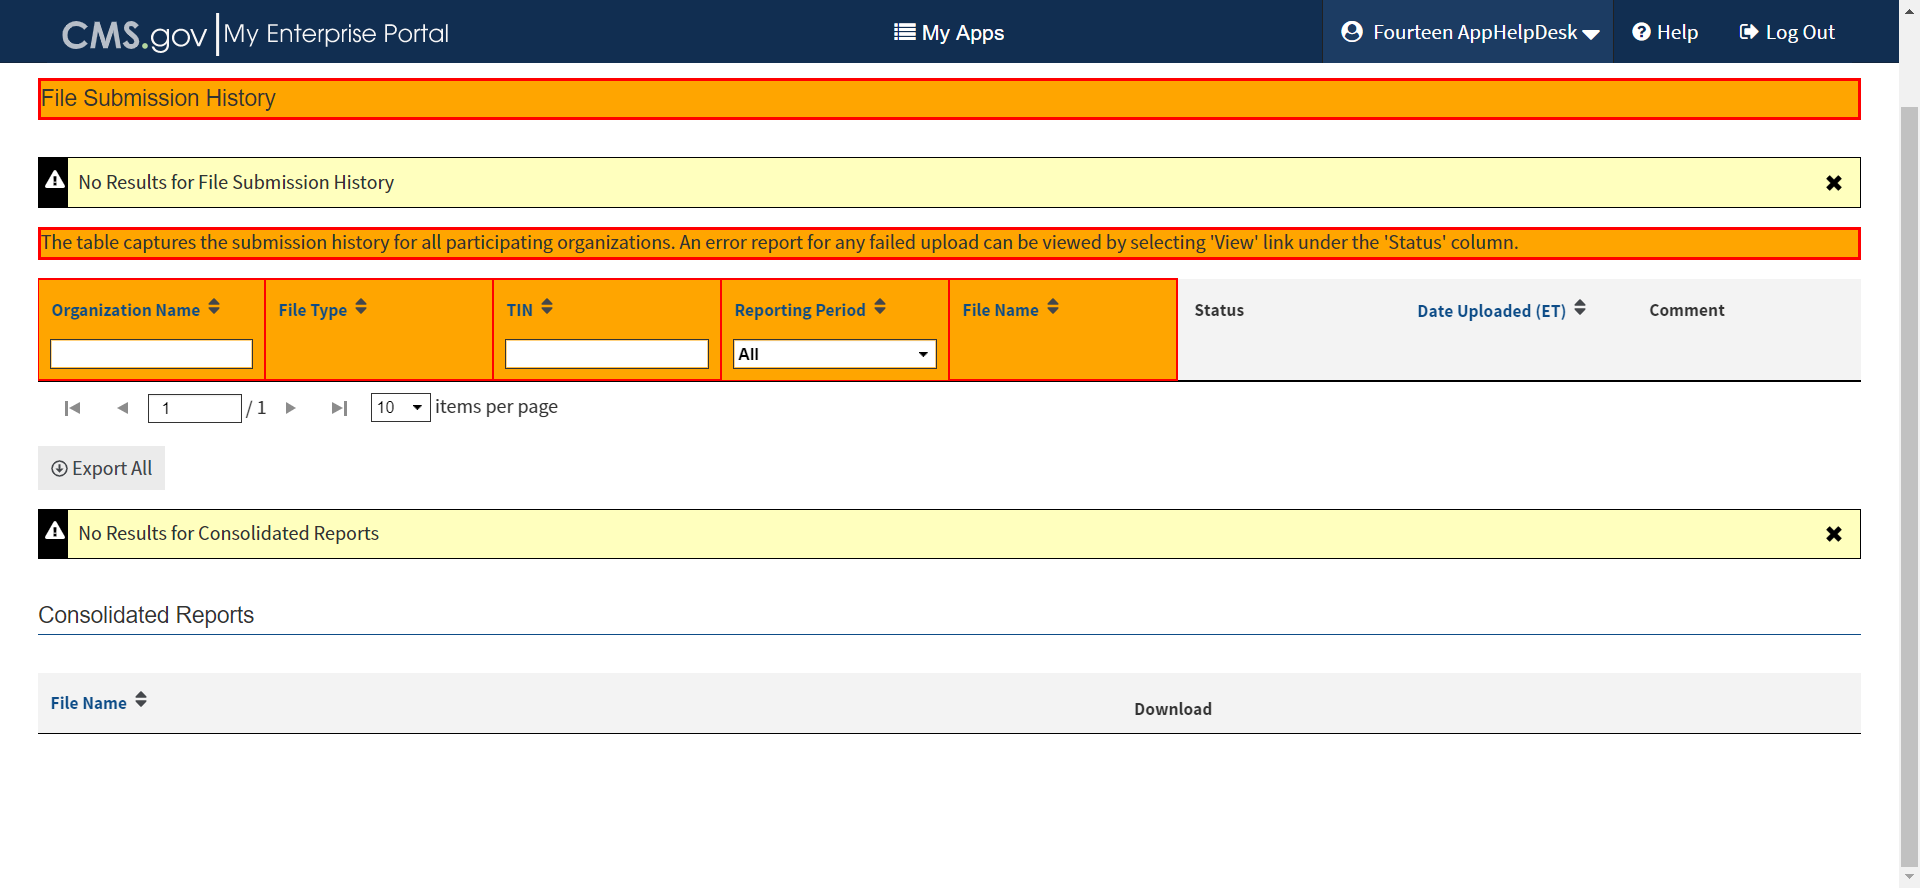 CMS.gov My Enterprise Portal
My Apps
Fourteen AppHelpDesk
Help
Log Out
File Submission History
No Results for File Submission History
The table captures the submission history for all participating organizations. An error report for any failed upload can be viewed by selecting 'View' link under the 'Status' column.
Organization Name File Type TIN Reporting Period File Name Status Date Uploaded (ET) Comment
All
1 / 1 10 items per page
Export All
No Results for Consolidated Reports
Consolidated Reports
File Name Download